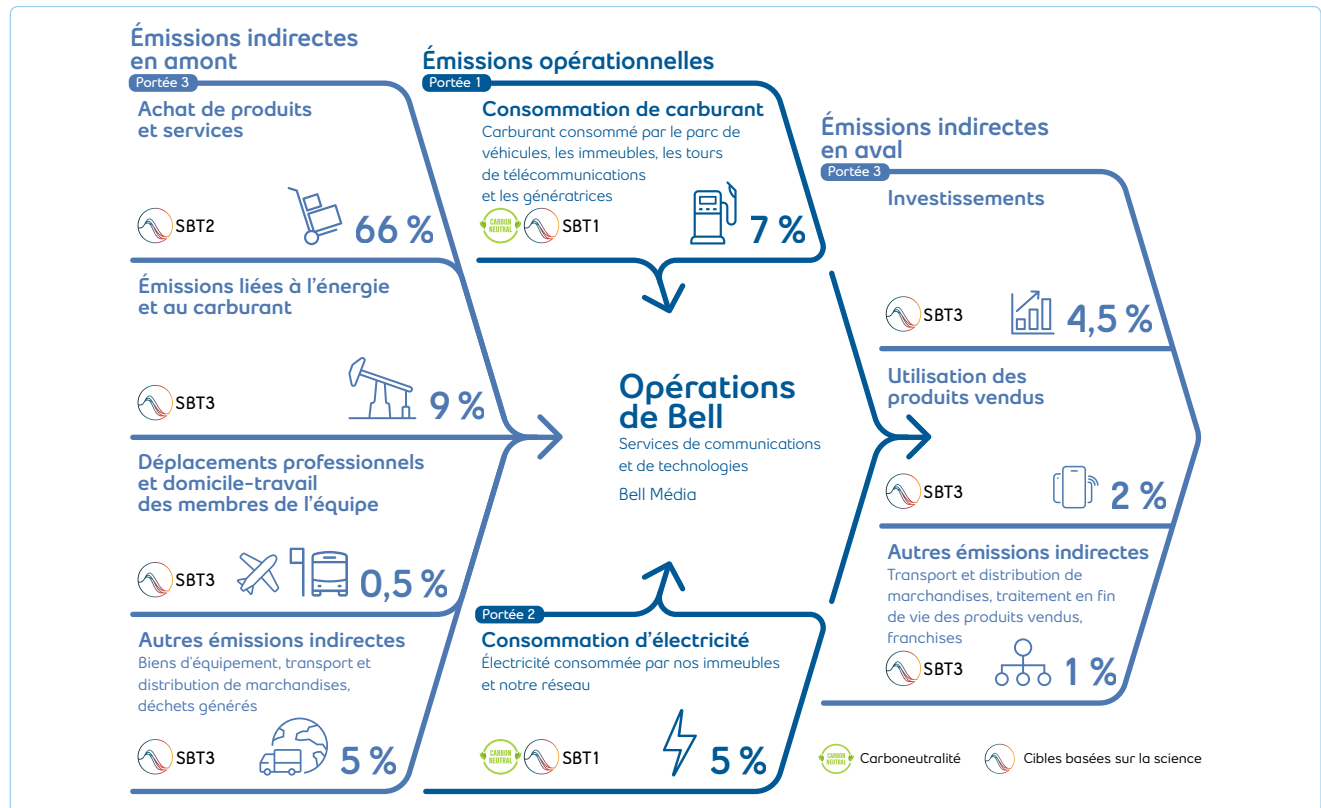 Émissions indirectes
en amont
Portée 3
Achat de produits
et services
SBT2
66 %
Émissions liées à l'énergie
et au carburant
SBT3
9 %
Déplacements professionnels
et domicile-travail
des membres de l'équipe
SBT3
0,5 %
Autres émissions indirectes
Biens d'équipement, transport et
distribution de marchandises,
déchets générés
SBT3
5 %
Émissions opérationnelles
Portée 1
Consommation de carburant
Carburant consommé par le parc de
véhicules, les immeubles, les tours
de télécommunications
et les génératrices
CARBON
NEUTRAL
SBT1
7 %
Opérations
de Bell
Services de communications
et de technologies
Bell Média
Portée 2
Consommation d'électricité
Électricité consommée par nos immeubles
et notre réseau
CARBON
NEUTRAL
SBT1
5 %
Émissions indirectes
en aval
Portée 3
Investissements
SBT3
4,5 %
Utilisation des
produits vendus
SBT3
2 %
Autres émissions indirectes
Transport et distribution de
marchandises, traitement en fin
de vie des produits vendus,
franchises
SBT3
1 %
CARBON
NEUTRAL
Carboneutralité
Cibles basées sur la science